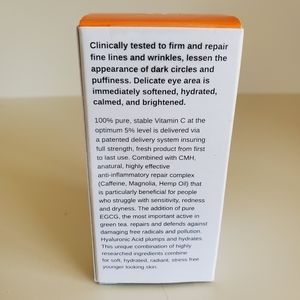 Clinically tested to firm and repair
fine lines and wrinkles, lessen the
appearance of dark circles and
puffiness. Delicate eye area is
immediately softened, hydrated,
calmed, and brightened.
100% pure, stable Vitamin C at the
optimum 5% level is delivered via
a patented delivery system insuring
full strength, fresh product from first
to last use. Combined with CMH,
anatural, highly effective
anti-inflammatory repair complex
(Caffeine, Magnolia, Hemp Oil) that
is particularly beneficial for people
who struggle with sensitivity, redness
and dryness. The addition of pure
EGCG, the most important active in
green tea, repairs and defends against
damaging free radicals and pollution.
Hyaluronic Acid plumps and hydrates.
This unique combination of highly
researched ingredients combine
for soft, hydrated, radiant, stress free
younger looking skin.